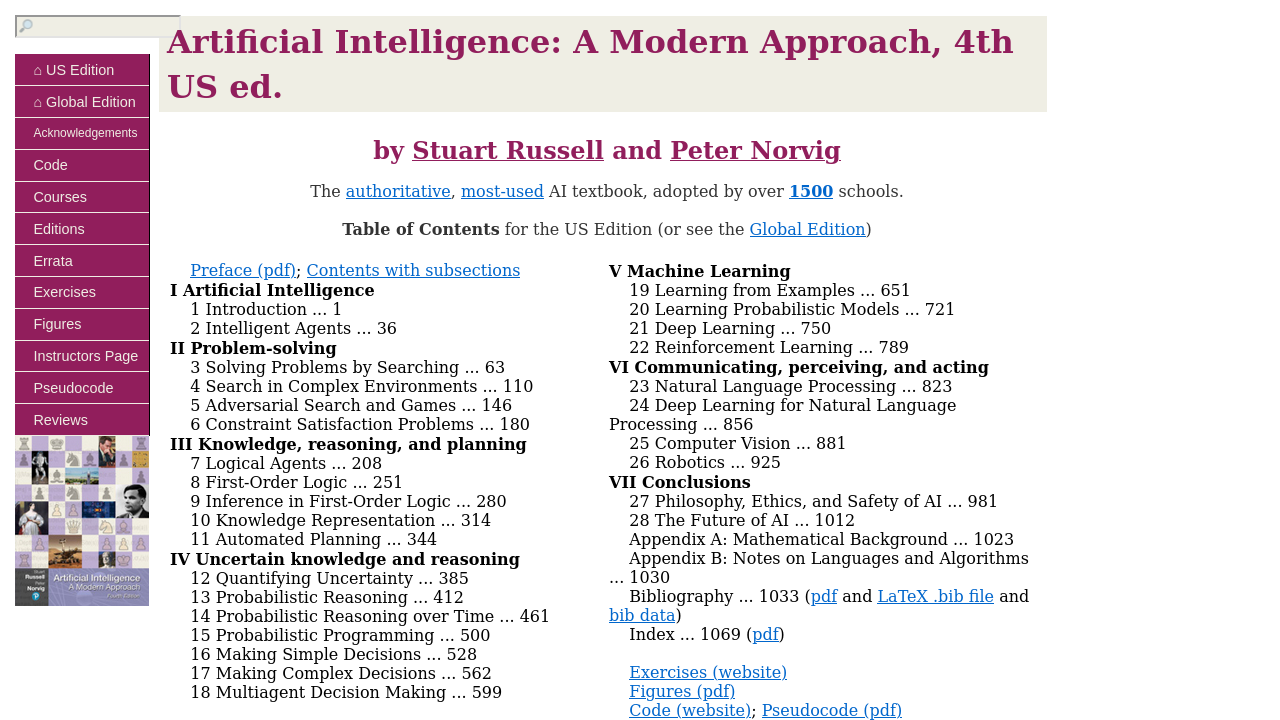 Artificial Intelligence: A Modern Approach, 4th
US ed.
⌂ US Edition
⌂ Global Edition
Acknowledgements
Code
Courses
Editions
Errata
Exercises
Figures
Instructors Page
Pseudocode
Reviews
Stuart
Russell
Peter
Norvig
Artificial Intelligence
A Modern Approach
Fourth Edition
by Stuart Russell and Peter Norvig
The authoritative, most-used AI textbook, adopted by over 1500 schools.
Table of Contents for the US Edition (or see the Global Edition)
Preface (pdf); Contents with subsections
I Artificial Intelligence
1 Introduction ... 1
2 Intelligent Agents ... 36
II Problem-solving
3 Solving Problems by Searching ... 63
4 Search in Complex Environments ... 110
5 Adversarial Search and Games ... 146
6 Constraint Satisfaction Problems ... 180
III Knowledge, reasoning, and planning
7 Logical Agents ... 208
8 First-Order Logic ... 251
9 Inference in First-Order Logic ... 280
10 Knowledge Representation ... 314
11 Automated Planning ... 344
IV Uncertain knowledge and reasoning
12 Quantifying Uncertainty ... 385
13 Probabilistic Reasoning ... 412
14 Probabilistic Reasoning over Time ... 461
15 Probabilistic Programming ... 500
16 Making Simple Decisions ... 528
17 Making Complex Decisions ... 562
18 Multiagent Decision Making ... 599
V Machine Learning
19 Learning from Examples ... 651
20 Learning Probabilistic Models ... 721
21 Deep Learning ... 750
22 Reinforcement Learning ... 789
VI Communicating, perceiving, and acting
23 Natural Language Processing ... 823
24 Deep Learning for Natural Language
Processing ... 856
25 Computer Vision ... 881
26 Robotics ... 925
VII Conclusions
27 Philosophy, Ethics, and Safety of AI ... 981
28 The Future of AI ... 1012
Appendix A: Mathematical Background ... 1023
Appendix B: Notes on Languages and Algorithms
... 1030
Bibliography ... 1033 (pdf and LaTeX .bib file and
bib data)
Index ... 1069 (pdf)
Exercises (website)
Figures (pdf)
Code (website); Pseudocode (pdf)